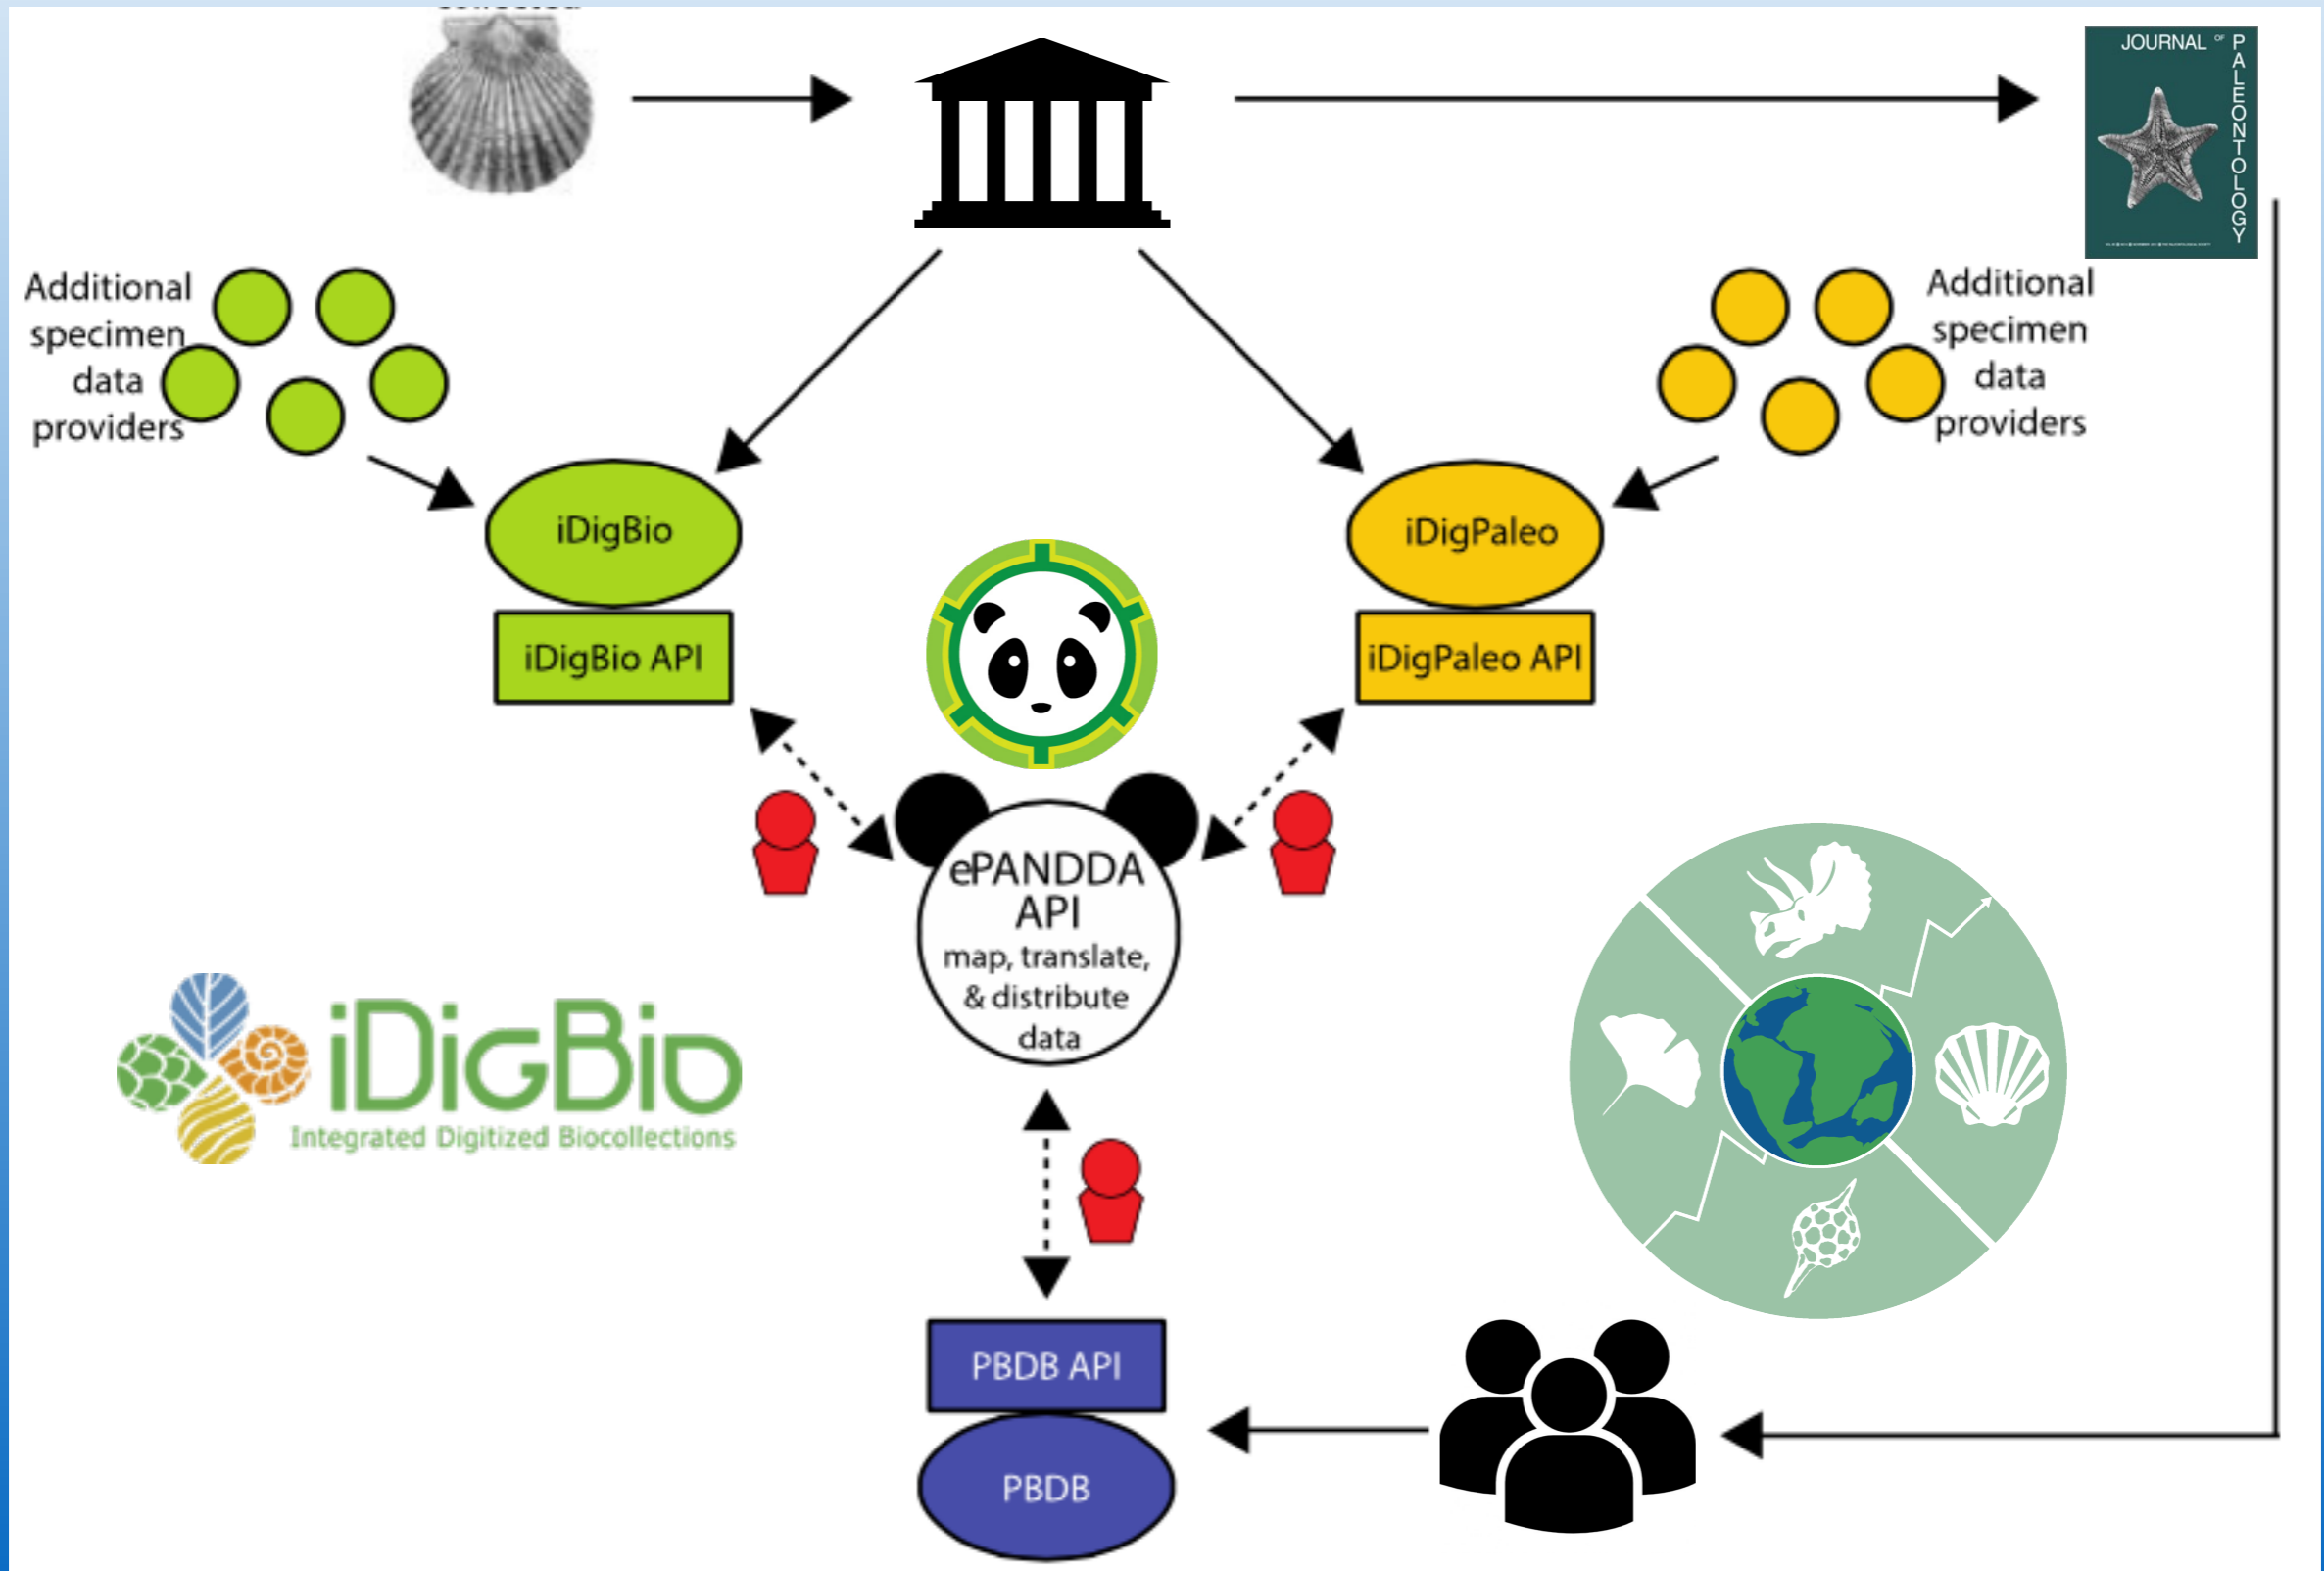 JOURNAL OF PALEONTOLOGY
Additional
specimen
data
providers
Additional
specimen
data
providers
iDigBio
iDigPaleo
iDigBio API
iDigPaleo API
ePANDDA
API
map, translate,
& distribute
data
iDigBio
Integrated Digitized Biocollections
PBDB API
PBDB